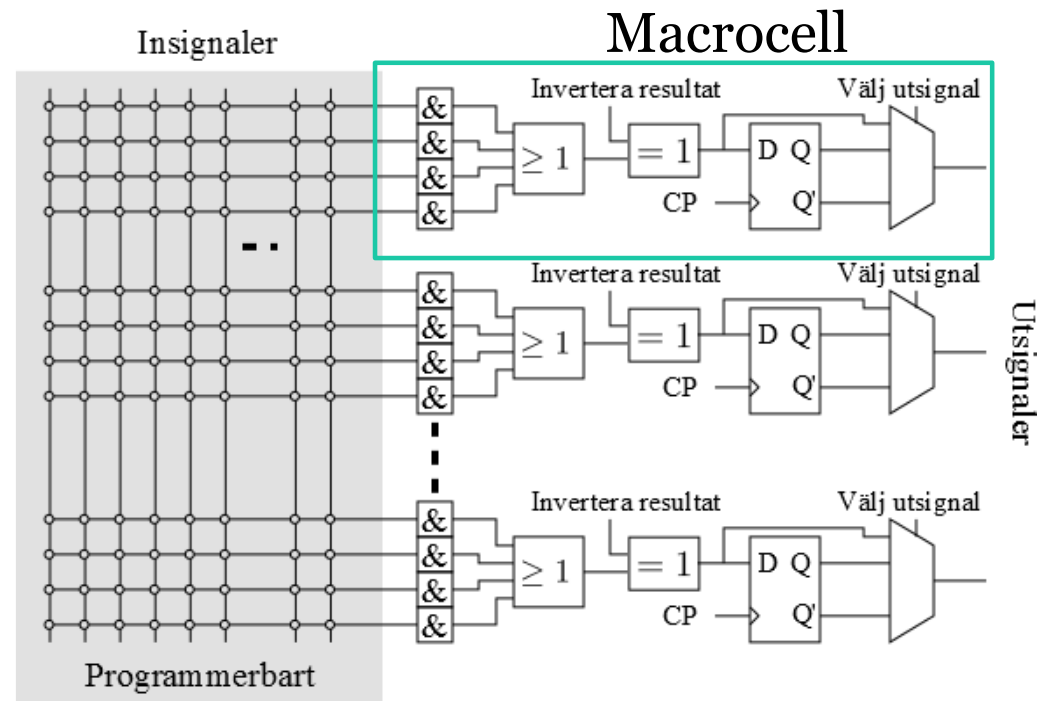 Macrocell
Insignaler
Invertera resultat
Välj utsignal
&
&
&
&
≥ 1
= 1
D Q
CP
Q'
Invertera resultat
Välj utsignal
&
&
&
&
≥ 1
= 1
D Q
CP
Q'
Utsignaler
Invertera resultat
Välj utsignal
&
&
&
&
≥ 1
= 1
D Q
CP
Q'
Programmerbart